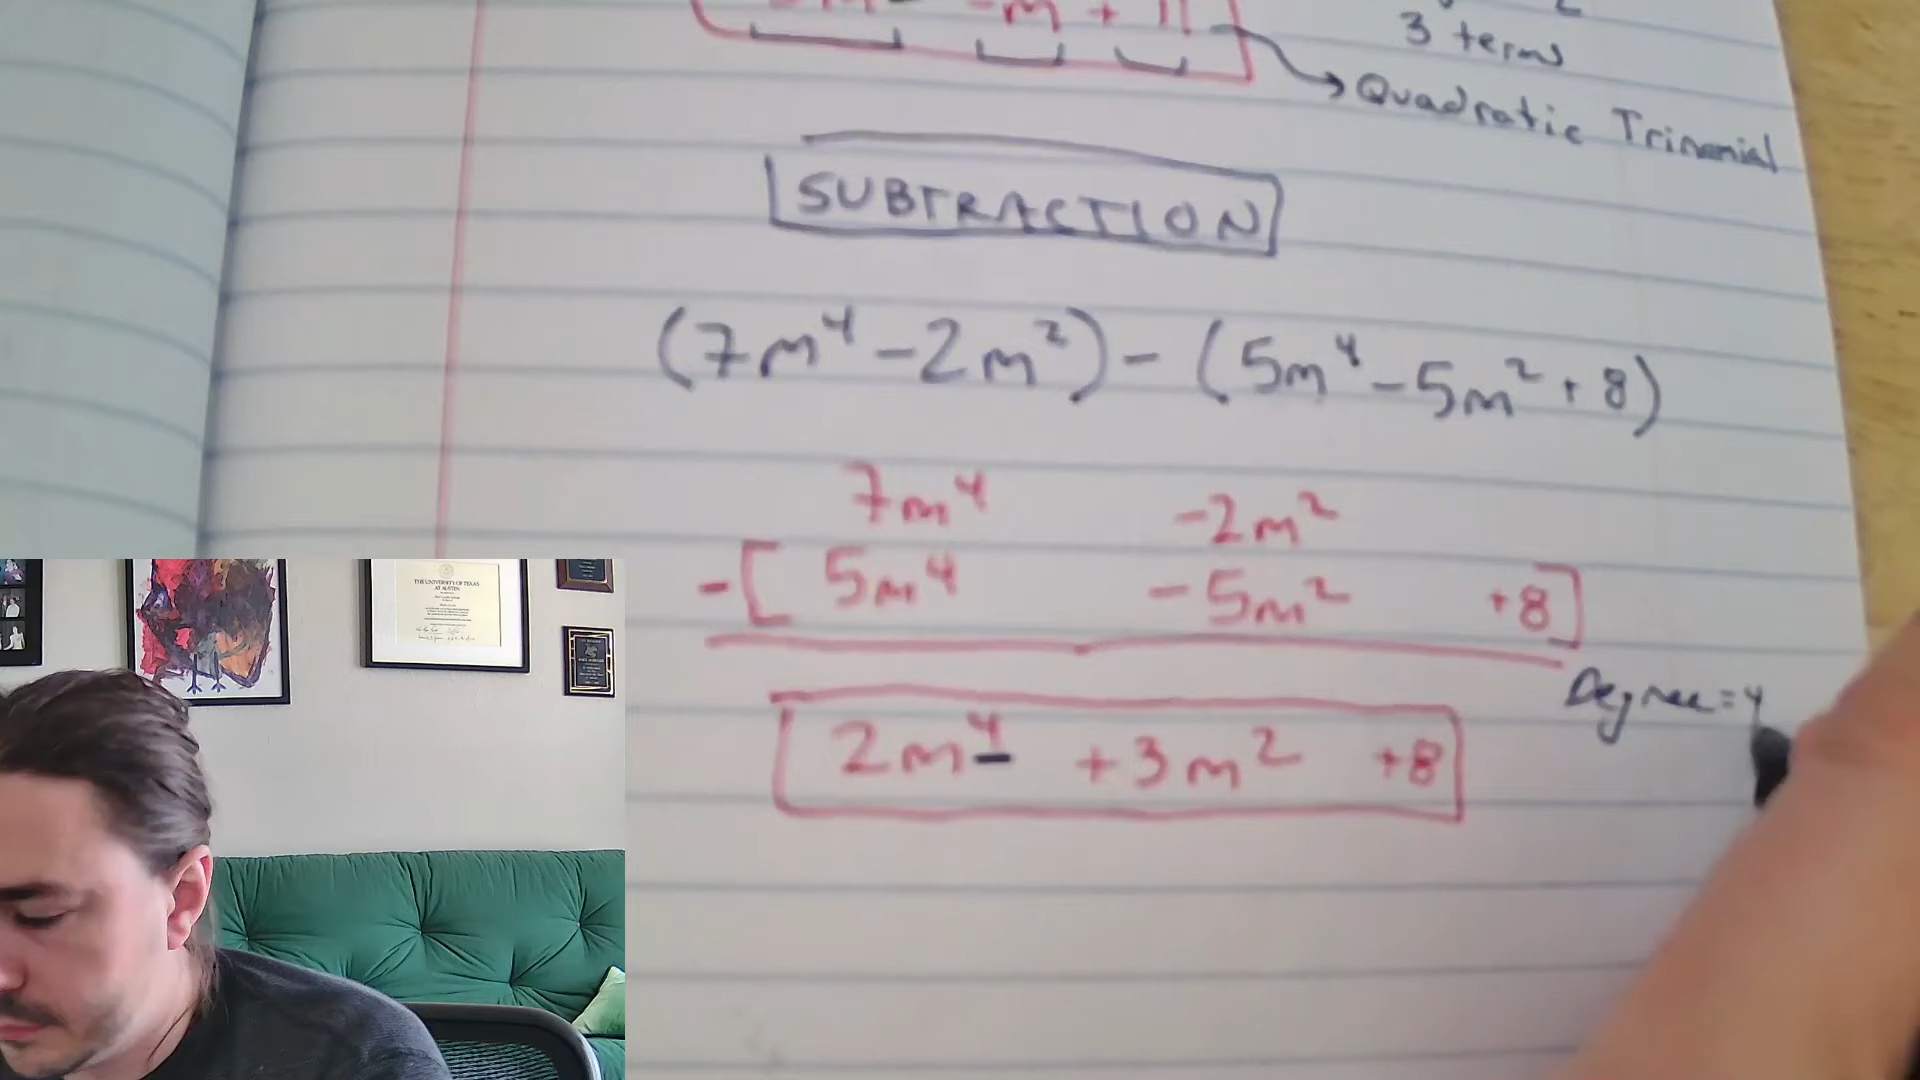 -m + 11
3 terms
Quadratic Trinomial
SUBTRACTION
(7m⁴ - 2m²) - (5m⁴ - 5m² + 8)
7m⁴ -2m²
-[ 5m⁴ - 5m² +8]
Degree = 4
2m⁴ +3m² +8
THE UNIVERSITY OF TEXAS
AT AUSTIN